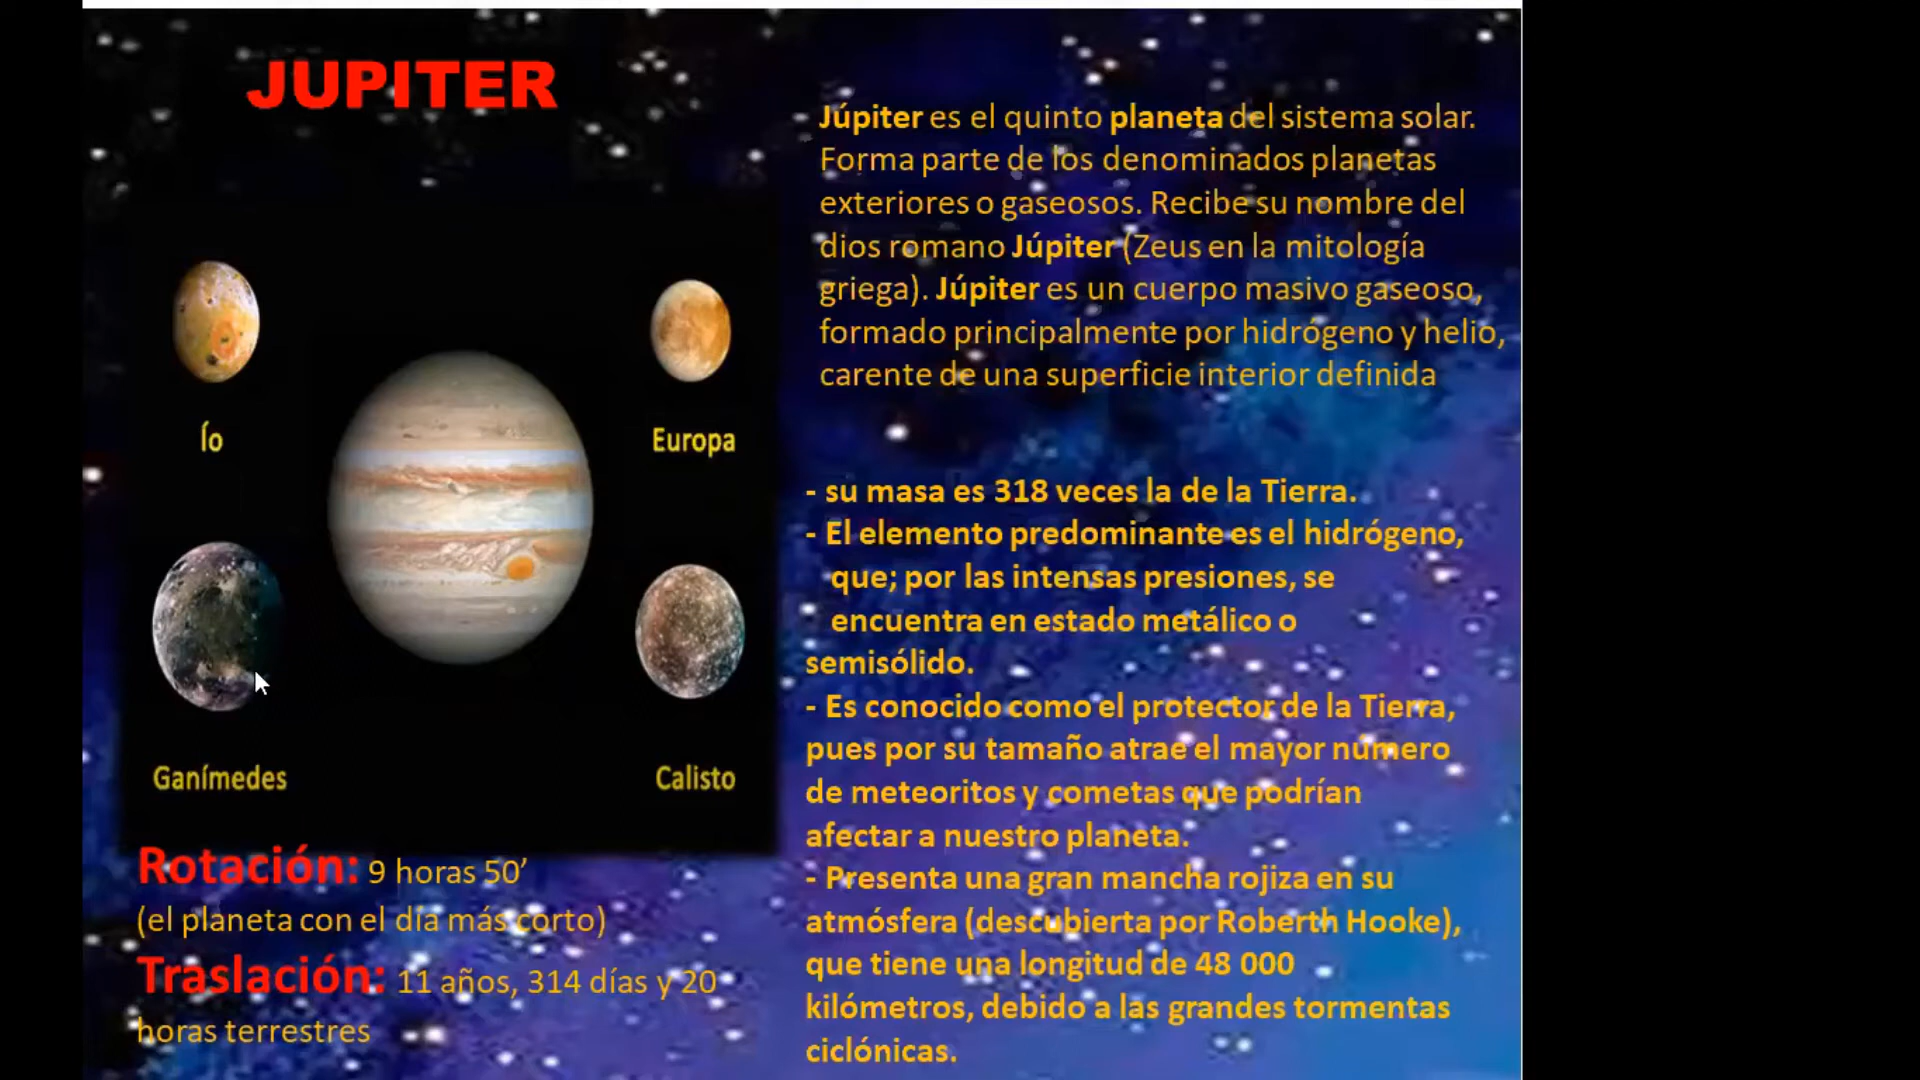 JUPITER
Ío
Europa
Ganímedes
Calisto
Rotación: 9 horas 50’
(el planeta con el día más corto)
Traslación: 11 años, 314 días y 20
horas terrestres
Júpiter es el quinto planeta del sistema solar.
Forma parte de los denominados planetas
exteriores o gaseosos. Recibe su nombre del
dios romano Júpiter (Zeus en la mitología
griega). Júpiter es un cuerpo masivo gaseoso,
formado principalmente por hidrógeno y helio,
carente de una superficie interior definida
- su masa es 318 veces la de la Tierra.
- El elemento predominante es el hidrógeno,
que; por las intensas presiones, se
encuentra en estado metálico o
semisólido.
- Es conocido como el protector de la Tierra,
pues por su tamaño atrae el mayor número
de meteoritos y cometas que podrían
afectar a nuestro planeta.
- Presenta una gran mancha rojiza en su
atmósfera (descubierta por Roberth Hooke),
que tiene una longitud de 48 000
kilómetros, debido a las grandes tormentas
ciclónicas.